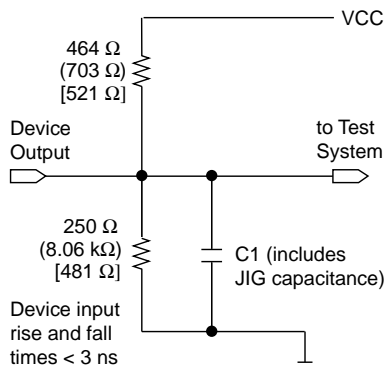 VCC
464 Ω
(703 Ω)
[521 Ω]
Device
Output
to Test
System
250 Ω
(8.06 kΩ)
[481 Ω]
C1 (includes
JIG capacitance)
Device input
rise and fall
times < 3 ns